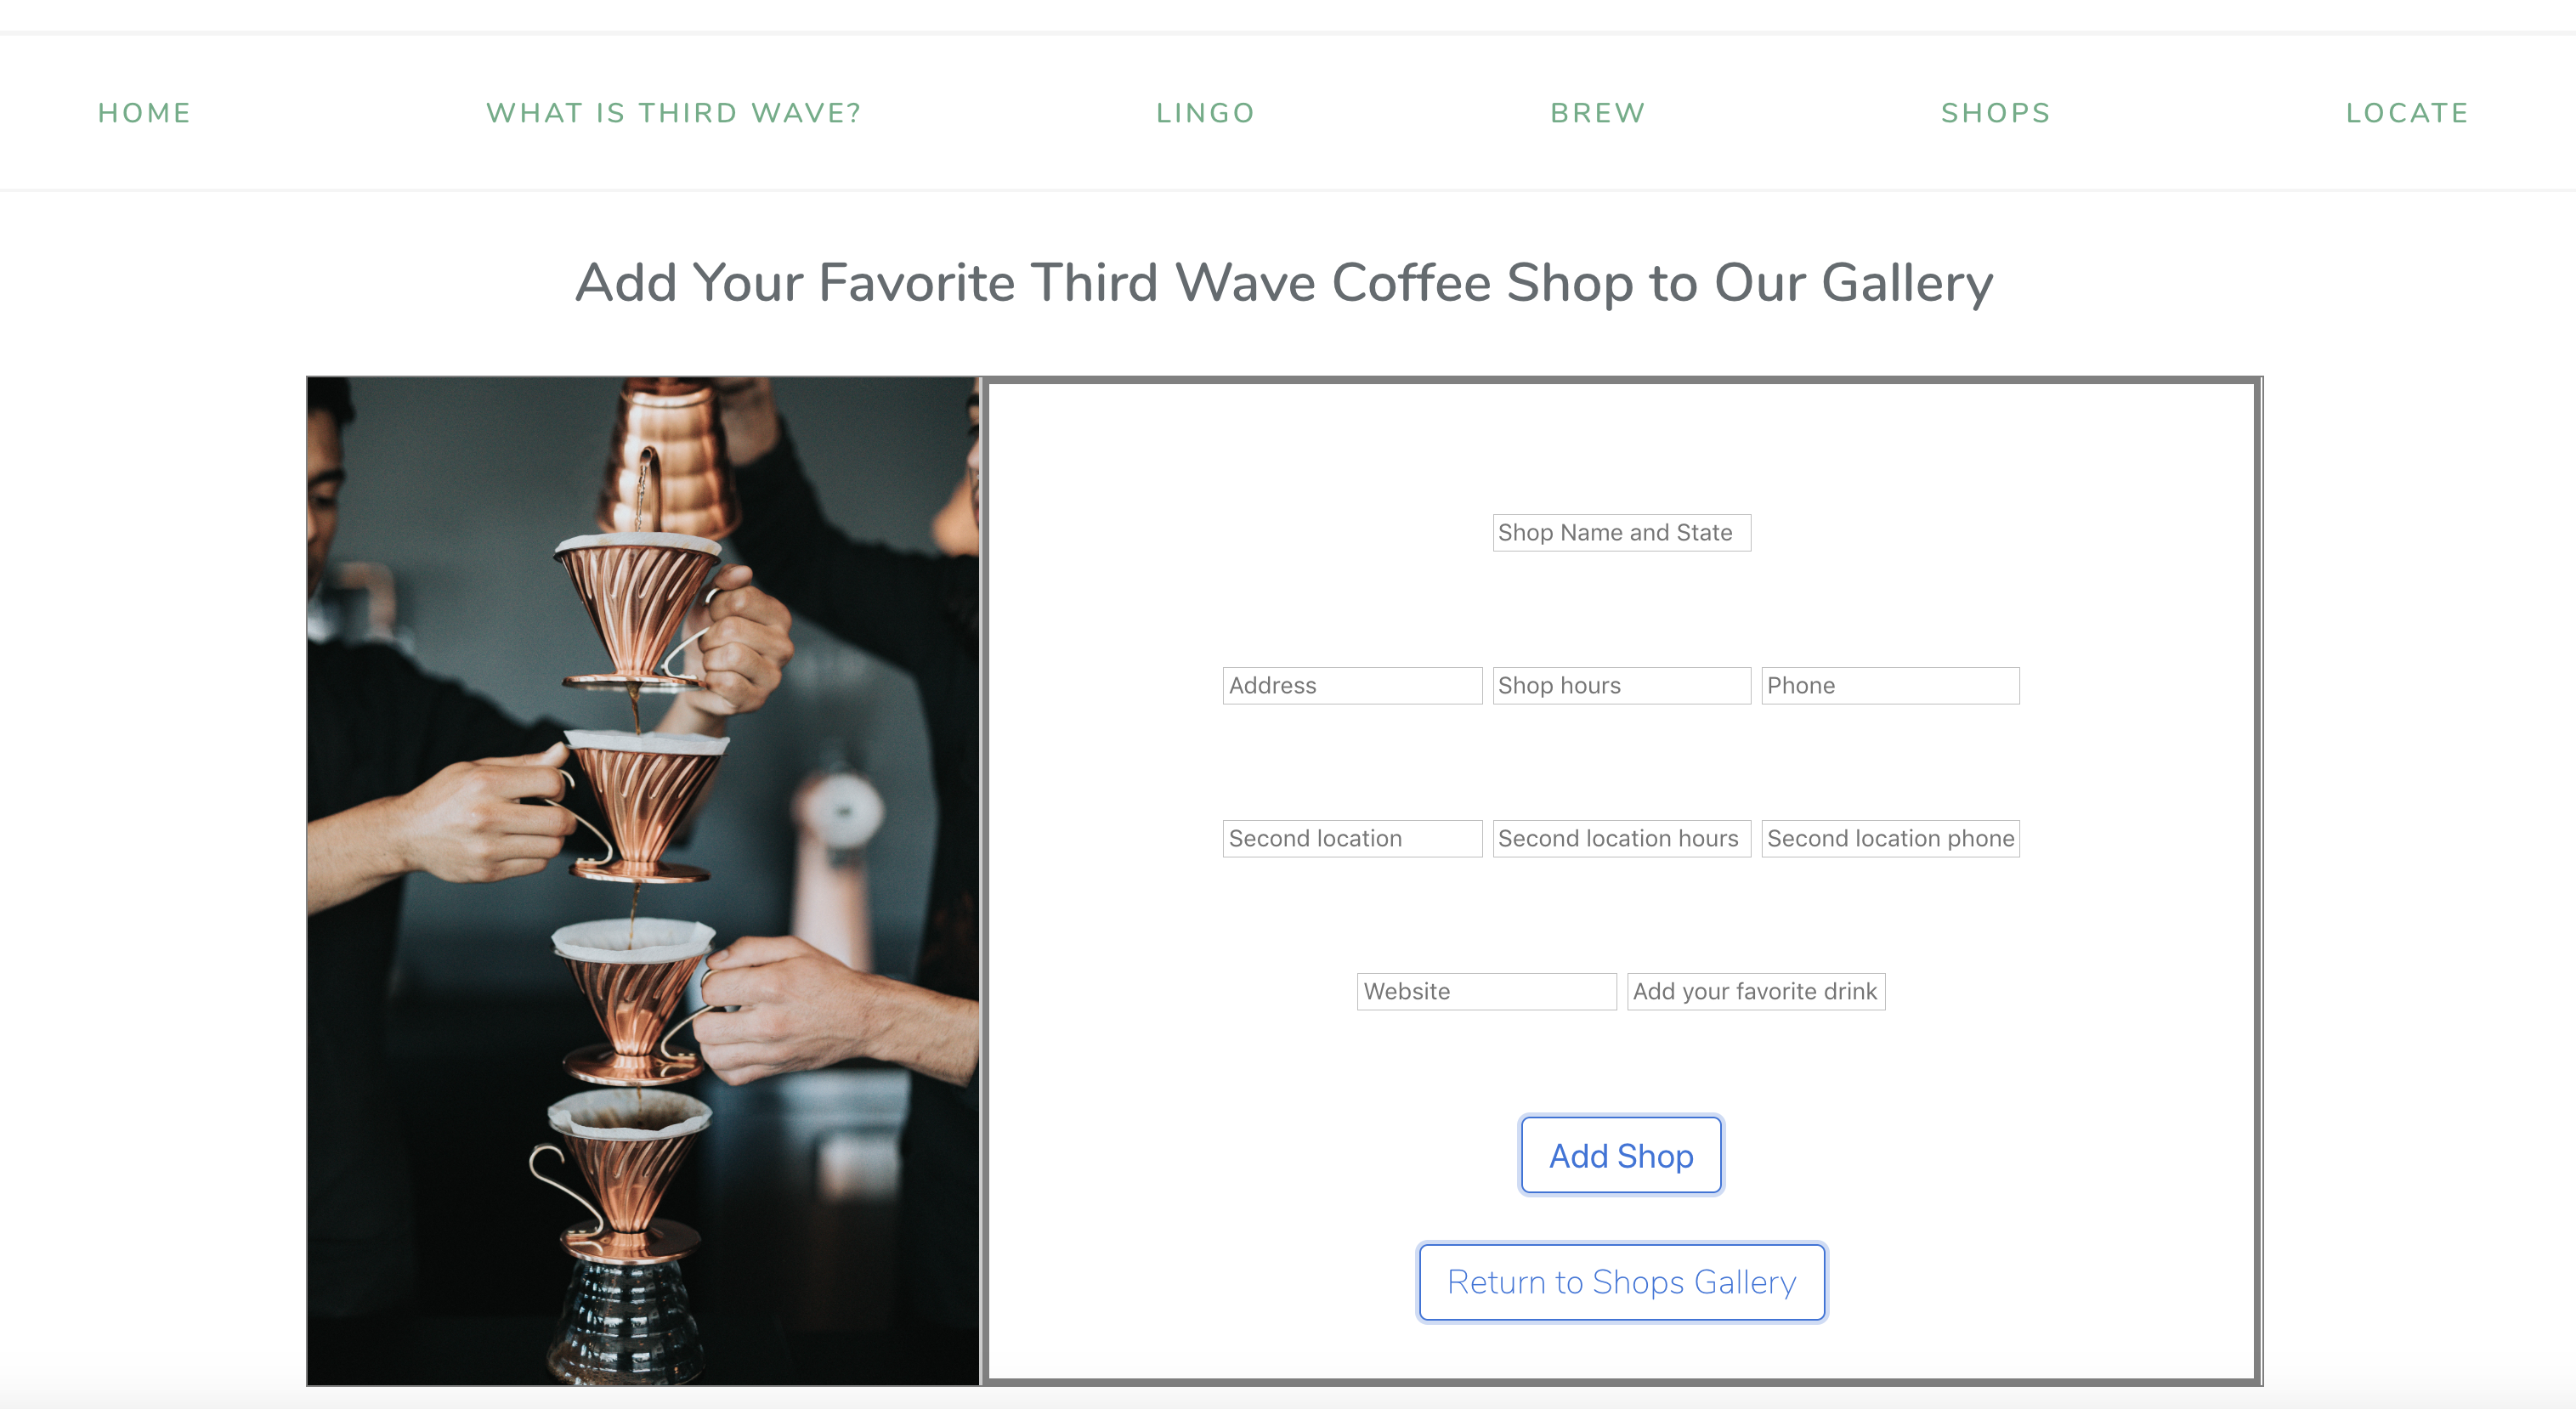 HOME WHAT IS THIRD WAVE? LINGO BREW SHOPS LOCATE
Add Your Favorite Third Wave Coffee Shop to Our Gallery
Shop Name and State
Address Shop hours Phone
Second location Second location hours Second location phone
Website Add your favorite drink
Add Shop
Return to Shops Gallery